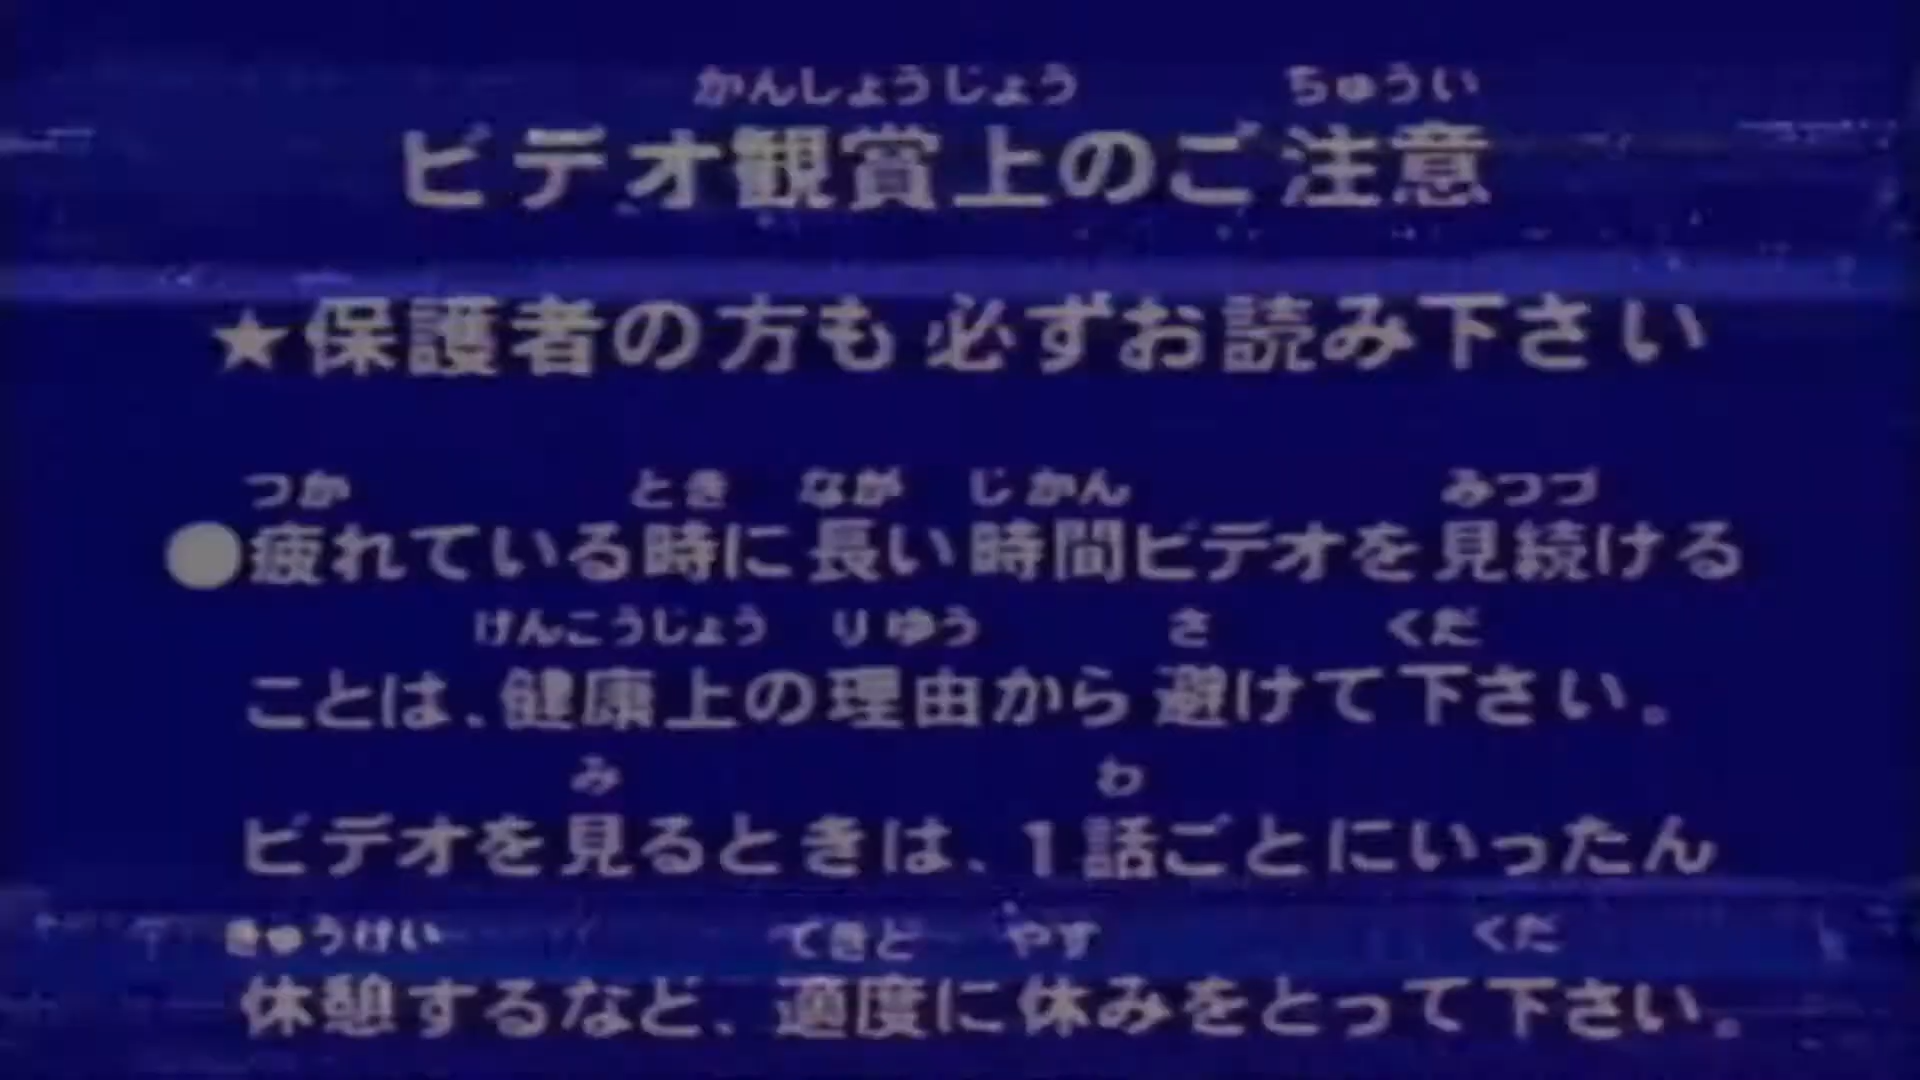 かんしょうじょう ちゅうい
ビデオ観賞上のご注意
★保護者の方も必ずお読み下さい
つか とき なが じかん みつづ
●疲れている時に長い時間ビデオを見続ける
けんこうじょう りゆう さ くだ
ことは、健康上の理由から避けて下さい。
み わ
ビデオを見るときは、1話ごとにいったん
きゅうけい てきど やす くだ
休憩するなど、適度に休みをとって下さい。